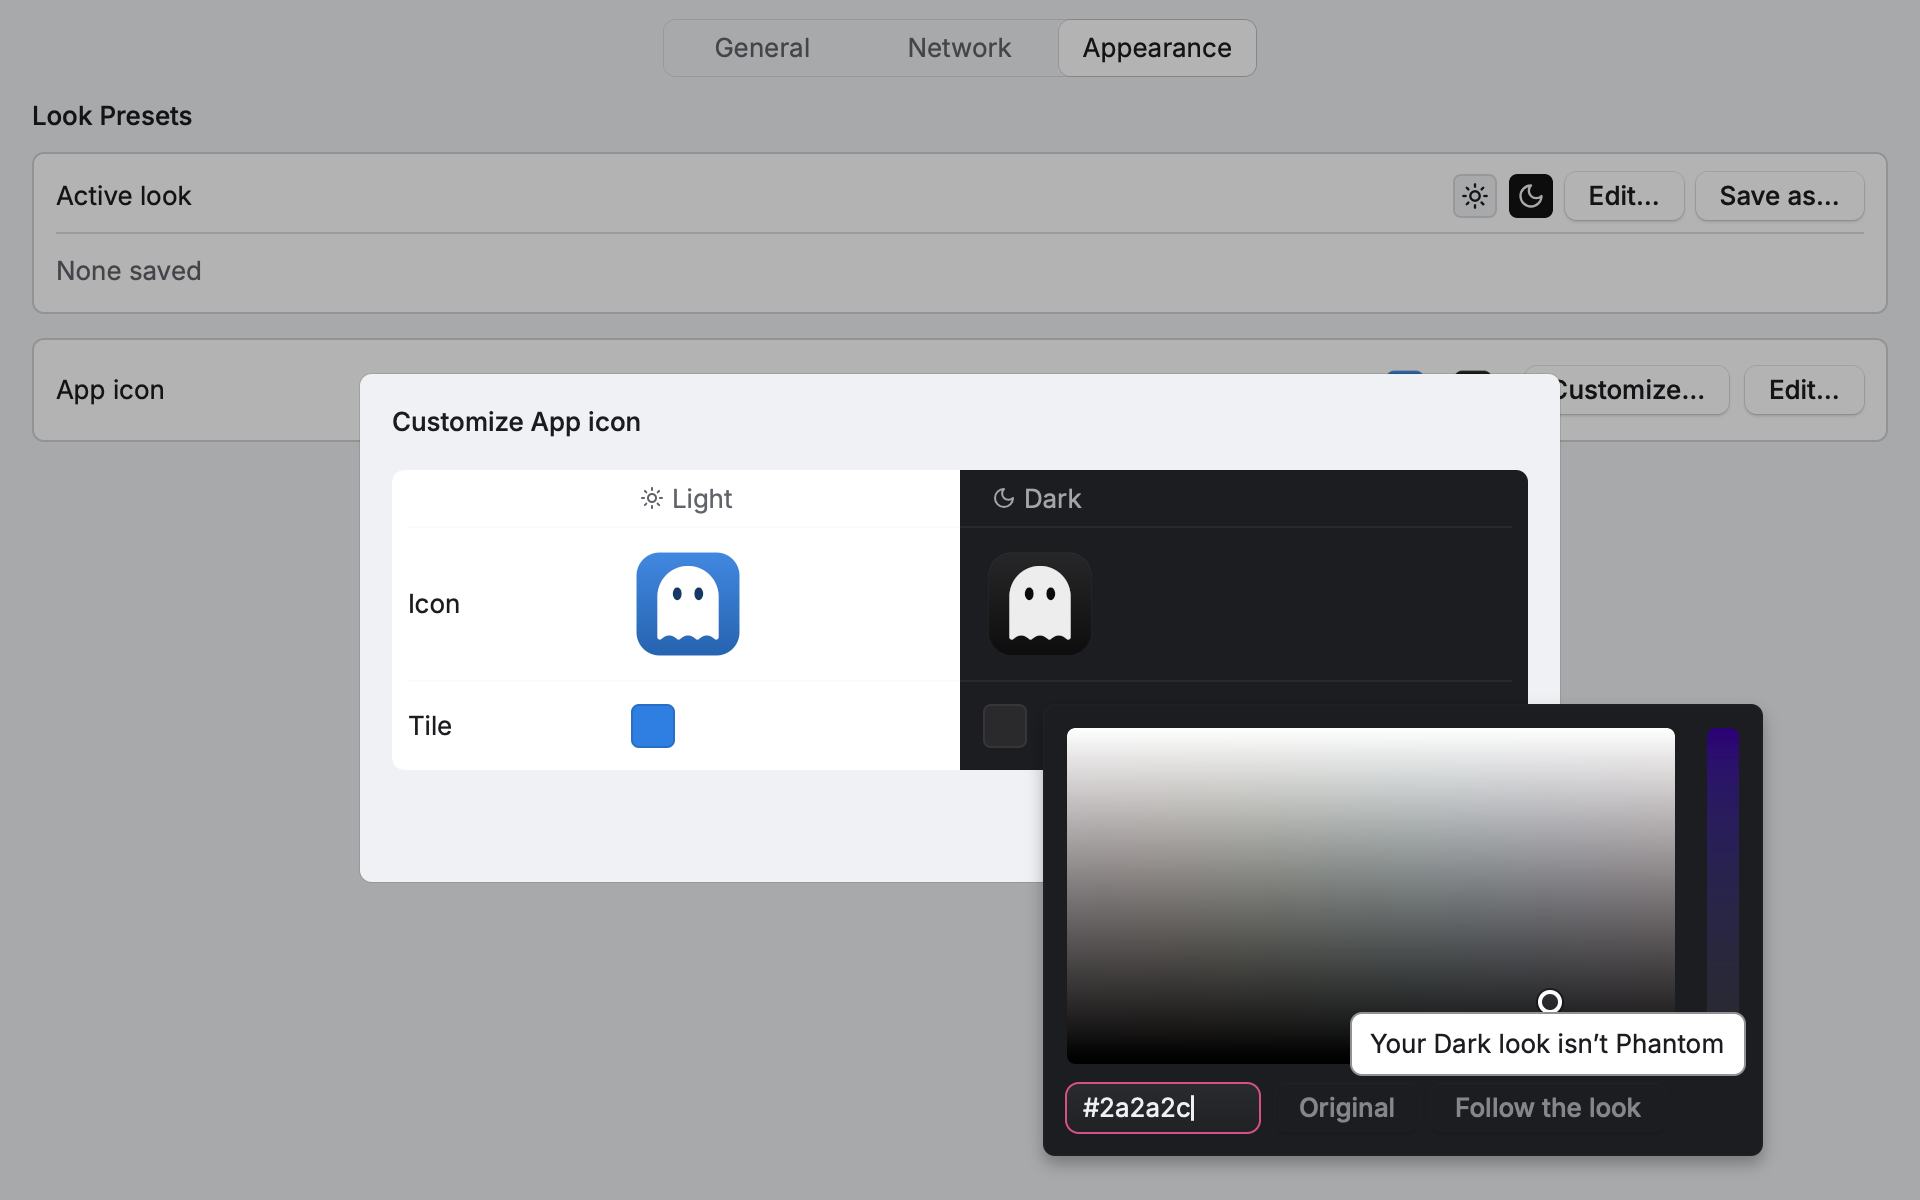 General
Network
Appearance
Look Presets
Active look
Edit...
Save as...
None saved
App icon
Customize...
Edit...
Customize App icon
Light
Dark
Icon
Tile
Your Dark look isn’t Phantom
#2a2a2c
Original
Follow the look